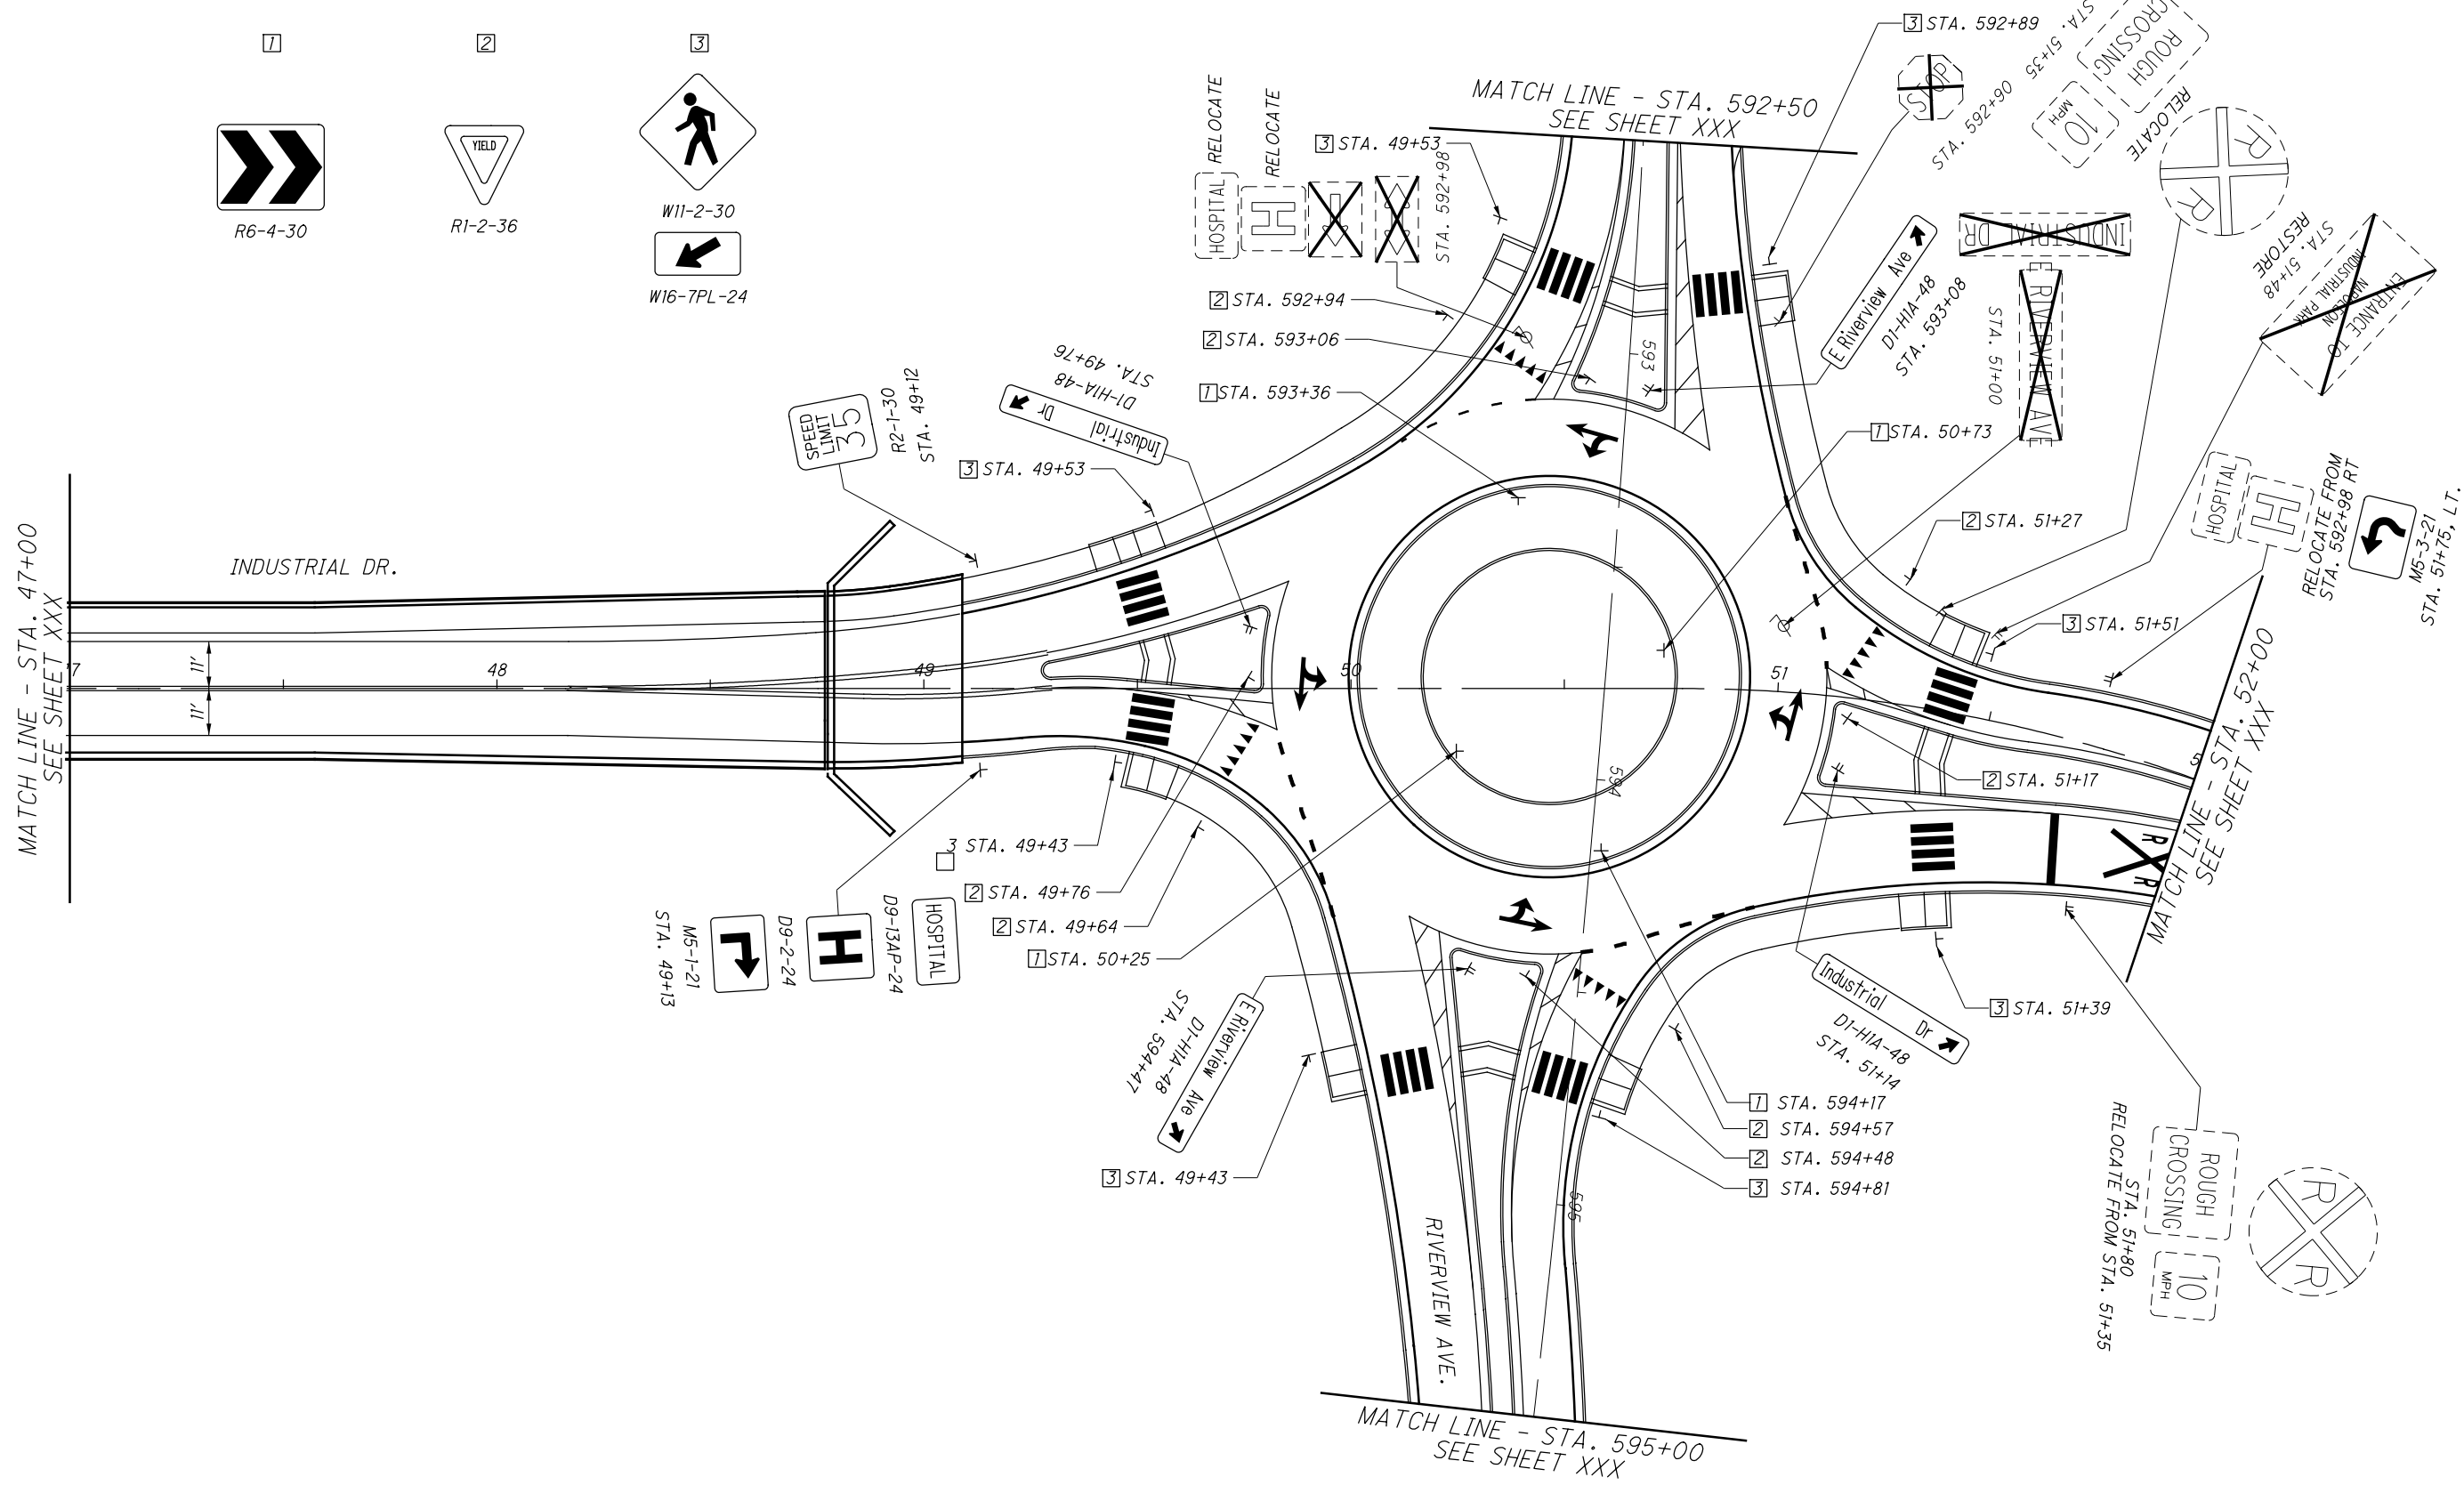 1
2
3
YIELD
R6-4-30
R1-2-36
W11-2-30
W16-7PL-24
RELOCATE
RELOCATE
HOSPITAL
H
STA. 592+98
3 STA. 49+53
MATCH LINE - STA. 592+50
SEE SHEET XXX
3 STA. 592+89
STOP
STA. 592+90
STA. 51+35
ROUGH
CROSSING
10
MPH
RELOCATE
R
R
2 STA. 592+94
2 STA. 593+06
1 STA. 593+36
593
E Riverview Ave
D1-H1A-48
STA. 593+08
INDUSTRIAL DR
E RIVERVIEW AVE
STA. 51+00
RESTORE
STA. 51+48
ENTRANCE TO
NAPOLEON
INDUSTRIAL PARK
1 STA. 50+73
2 STA. 51+27
HOSPITAL
H
RELOCATE FROM
STA. 592+98 RT
M5-3-21
STA. 51+75, LT.
3 STA. 51+51
SPEED
LIMIT
35
R2-1-30
STA. 49+12
Industrial Dr
D1-H1A-48
STA. 49+76
3 STA. 49+53
MATCH LINE - STA. 47+00
SEE SHEET XXX
INDUSTRIAL DR.
11'
11'
7
48
49
50
51
5
594
2 STA. 51+17
MATCH LINE - STA. 52+00
SEE SHEET XXX
R
R
3 STA. 49+43
2 STA. 49+76
2 STA. 49+64
1 STA. 50+25
HOSPITAL
D9-13AP-24
H
D9-2-24
M5-1-21
STA. 49+13
E Riverview Ave
D1-H1A-48
STA. 594+47
3 STA. 49+43
Industrial Dr
D1-H1A-48
STA. 51+14
3 STA. 51+39
1 STA. 594+17
2 STA. 594+57
2 STA. 594+48
3 STA. 594+81
595
RIVERVIEW AVE.
ROUGH
CROSSING
10
MPH
STA. 51+80
RELOCATE FROM STA. 51+35
R
R
MATCH LINE - STA. 595+00
SEE SHEET XXX